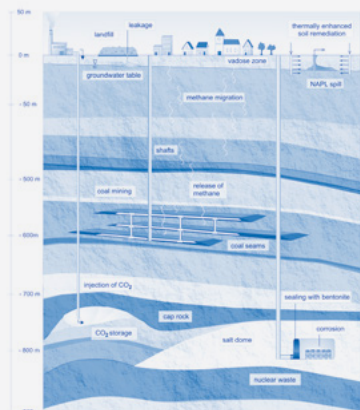 50 m
leakage
thermally enhanced
soil remediation
landfill
0 m
vadose zone
groundwater table
NAPL spill
–50 m
methane migration
shafts
–500 m
coal mining
release of
methane
–600m
coal seams
injection of CO₂
–700 m
cap rock
sealing with bentonite
CO₂ storage
corrosion
salt dome
–800 m
nuclear waste